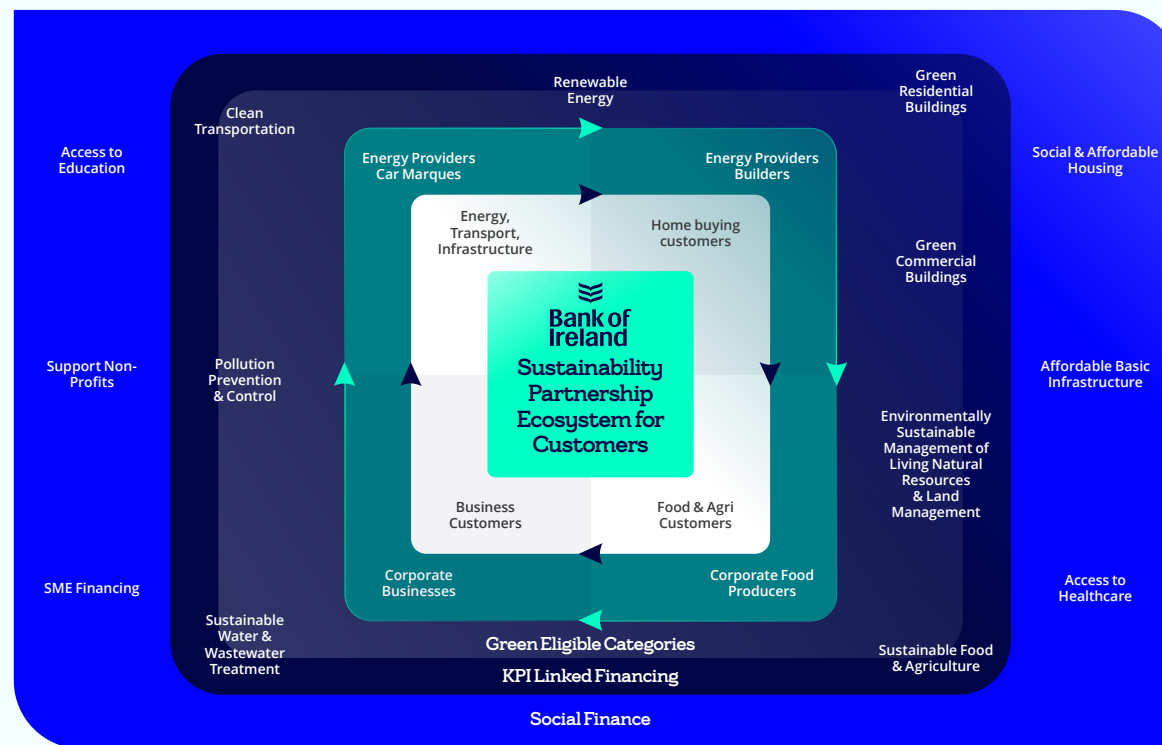 Renewable
Energy
Green
Residential
Buildings
Clean
Transportation
Access to
Education
Social & Affordable
Housing
Energy Providers
Car Marques
Energy Providers
Builders
Energy,
Transport,
Infrastructure
Home buying
customers
Green
Commercial
Buildings
Bank of
Ireland
Sustainability
Partnership
Ecosystem for
Customers
Support Non-
Profits
Pollution
Prevention
& Control
Affordable Basic
Infrastructure
Environmentally
Sustainable
Management of
Living Natural
Resources
& Land
Management
Business
Customers
Food & Agri
Customers
SME Financing
Corporate
Businesses
Corporate Food
Producers
Access to
Healthcare
Sustainable
Water &
Wastewater
Treatment
Green Eligible Categories
Sustainable Food
& Agriculture
KPI Linked Financing
Social Finance